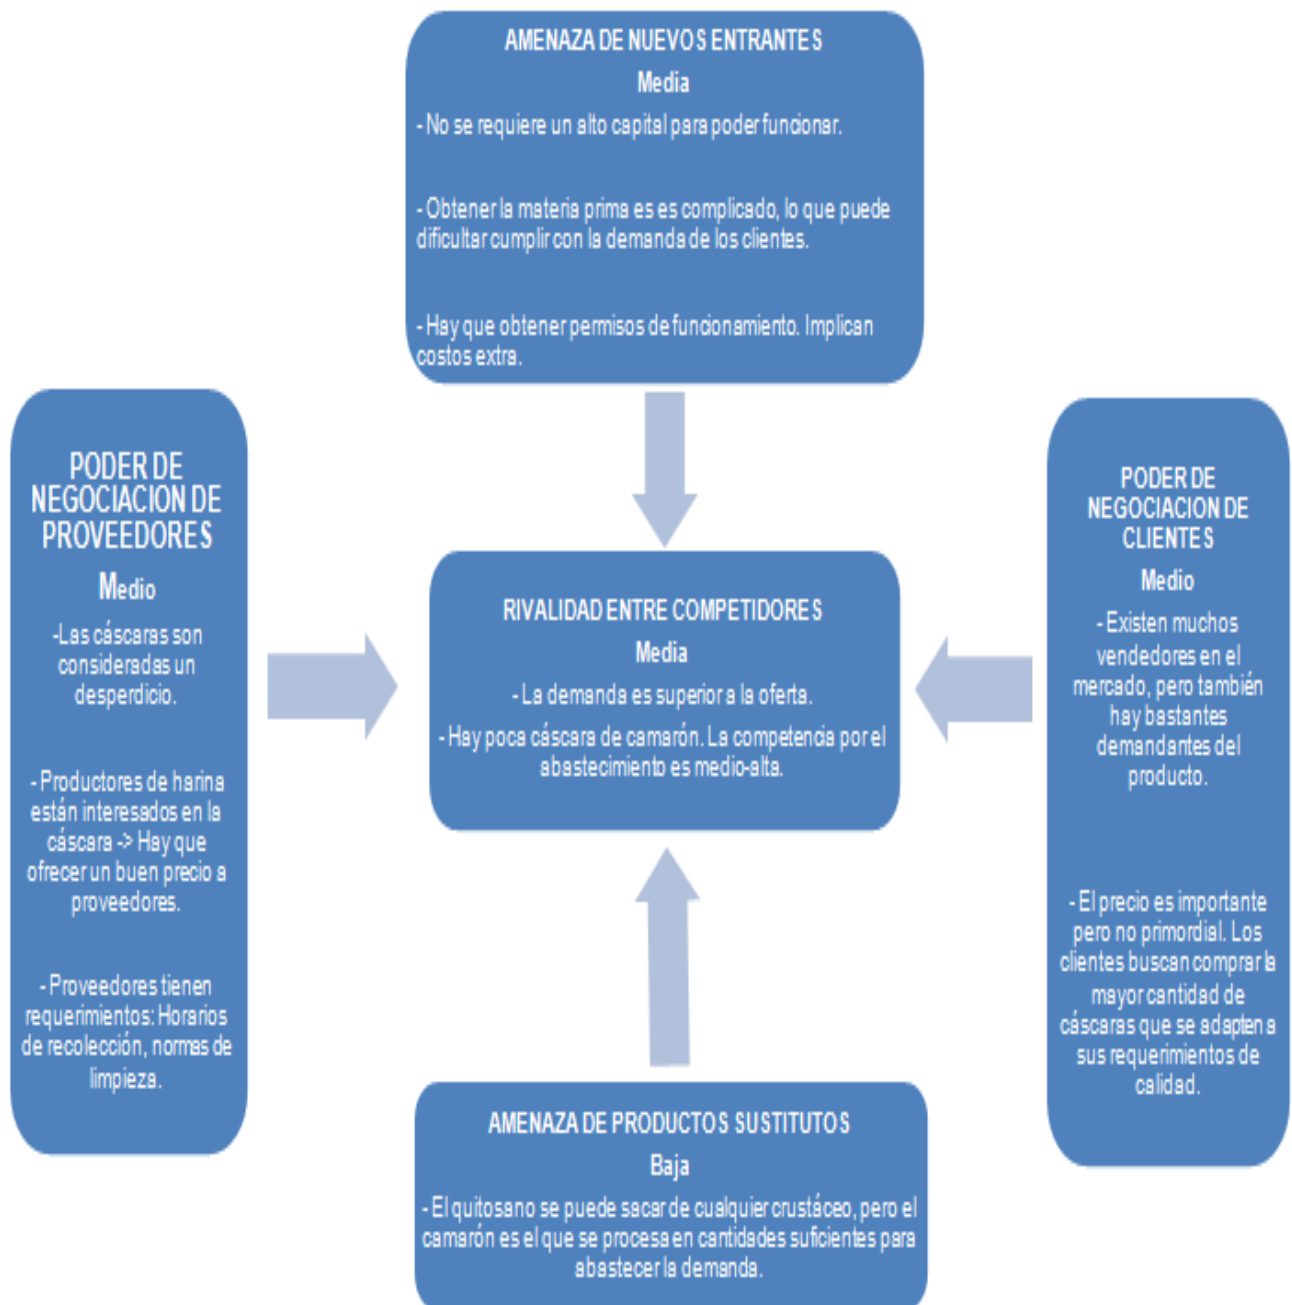 AMENAZA DE NUEVOS ENTRANTES
Media
- No se requiere un alto capital para poder funcionar.
- Obtener la materia prima es es complicado, lo que puede
dificultar cumplir con la demanda de los clientes.
- Hay que obtener permisos de funcionamiento. Implican
costos extra.
PODER DE
NEGOCIACION DE
PROVEEDORES
Medio
-Las cáscaras son
consideradas un
desperdicio.
- Productores de harina
están interesados en la
cáscara -> Hay que
ofrecer un buen precio a
proveedores.
- Proveedores tienen
requerimientos: Horarios
de recolección, normas de
limpieza.
RIVALIDAD ENTRE COMPETIDORES
Media
- La demanda es superior a la oferta.
- Hay poca cáscara de camarón. La competencia por el
abastecimiento es medio-alta.
PODER DE
NEGOCIACION DE
CLIENTES
Medio
- Existen muchos
vendedores en el
mercado, pero también
hay bastantes
demandantes del
producto.
- El precio es importante
pero no primordial. Los
clientes buscan comprar la
mayor cantidad de
cáscaras que se adapten a
sus requerimientos de
calidad.
AMENAZA DE PRODUCTOS SUSTITUTOS
Baja
- El quitosano se puede sacar de cualquier crustáceo, pero el
camarón es el que se procesa en cantidades suficientes para
abastecer la demanda.